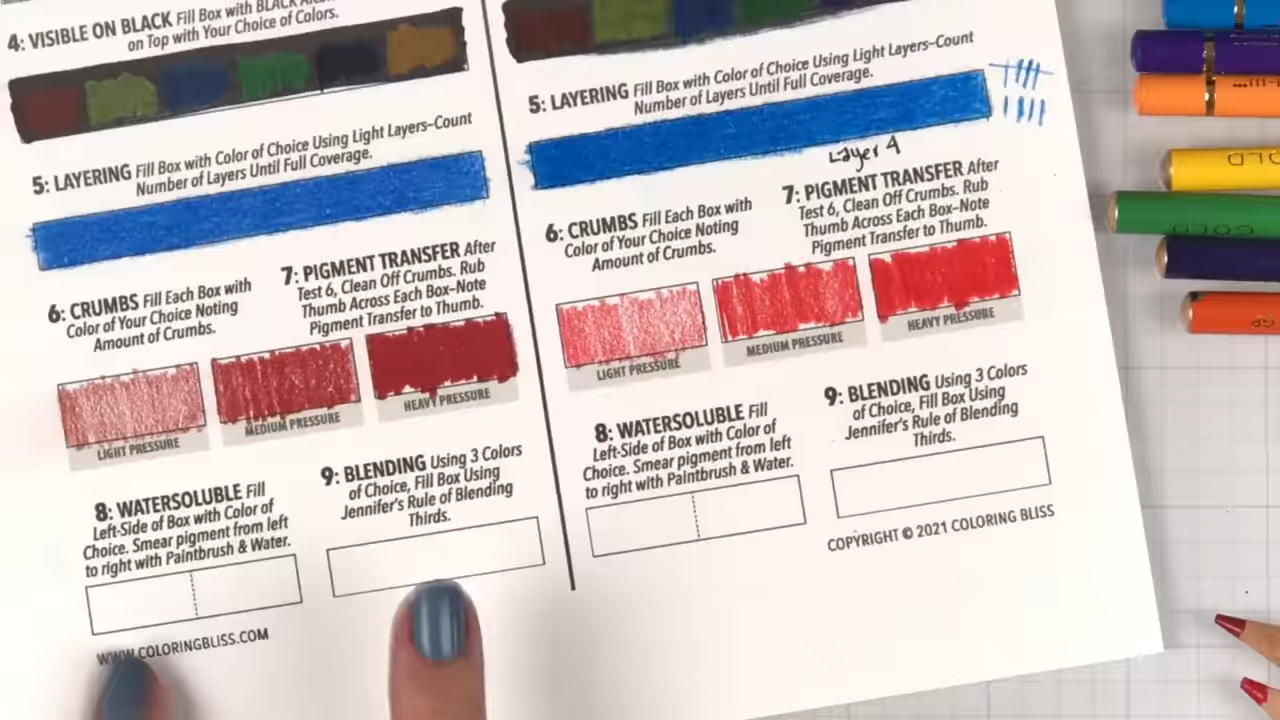 4: VISIBLE ON BLACK Fill Box with BLACK
on Top with Your Choice of Colors.
5: LAYERING Fill Box with Color of Choice Using Light Layers–Count
Number of Layers Until Full Coverage.
6: CRUMBS Fill Each Box with
Color of Your Choice Noting
Amount of Crumbs.
7: PIGMENT TRANSFER After
Test 6, Clean Off Crumbs. Rub
Thumb Across Each Box–Note
Pigment Transfer to Thumb.
LIGHT PRESSURE
MEDIUM PRESSURE
HEAVY PRESSURE
8: WATERSOLUBLE Fill
Left-Side of Box with Color of
Choice. Smear pigment from left
to right with Paintbrush & Water.
9: BLENDING Using 3 Colors
of Choice, Fill Box Using
Jennifer's Rule of Blending
Thirds.
WWW.COLORINGBLISS.COM
5: LAYERING Fill Box with Color of Choice Using Light Layers–Count
Number of Layers Until Full Coverage.
Layer 4
6: CRUMBS Fill Each Box with
Color of Your Choice Noting
Amount of Crumbs.
7: PIGMENT TRANSFER After
Test 6, Clean Off Crumbs. Rub
Thumb Across Each Box–Note
Pigment Transfer to Thumb.
LIGHT PRESSURE
MEDIUM PRESSURE
HEAVY PRESSURE
8: WATERSOLUBLE Fill
Left-Side of Box with Color of
Choice. Smear pigment from left
to right with Paintbrush & Water.
9: BLENDING Using 3 Colors
of Choice, Fill Box Using
Jennifer's Rule of Blending
Thirds.
COPYRIGHT © 2021 COLORING BLISS
GOLD
GOLD